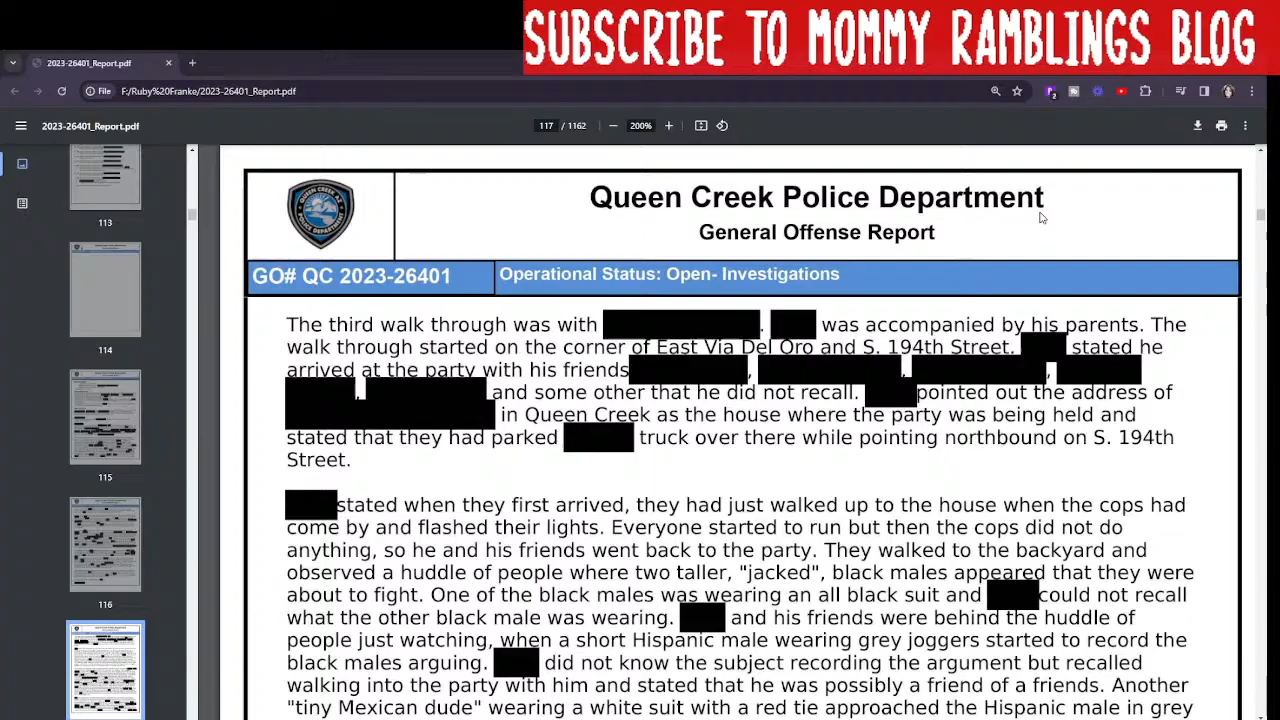 SUBSCRIBE TO MOMMY RAMBLINGS BLOG
2023-26401_Report.pdf
File F:/Ruby%20Franke/2023-26401_Report.pdf
2023-26401_Report.pdf 117 / 1162 200%
113
114
115
116
Queen Creek Police Department
General Offense Report
GO# QC 2023-26401 Operational Status: Open- Investigations
The third walk through was with . was accompanied by his parents. The
walk through started on the corner of East Via Del Oro and S. 194th Street. stated he
arrived at the party with his friends , , ,
, and some other that he did not recall. pointed out the address of
in Queen Creek as the house where the party was being held and
stated that they had parked truck over there while pointing northbound on S. 194th
Street.
stated when they first arrived, they had just walked up to the house when the cops had
come by and flashed their lights. Everyone started to run but then the cops did not do
anything, so he and his friends went back to the party. They walked to the backyard and
observed a huddle of people where two taller, "jacked", black males appeared that they were
about to fight. One of the black males was wearing an all black suit and could not recall
what the other black male was wearing. and his friends were behind the huddle of
people just watching, when a short Hispanic male wearing grey joggers started to record the
black males arguing. did not know the subject recording the argument but recalled
walking into the party with him and stated that he was possibly a friend of a friends. Another
"tiny Mexican dude" wearing a white suit with a red tie approached the Hispanic male in grey